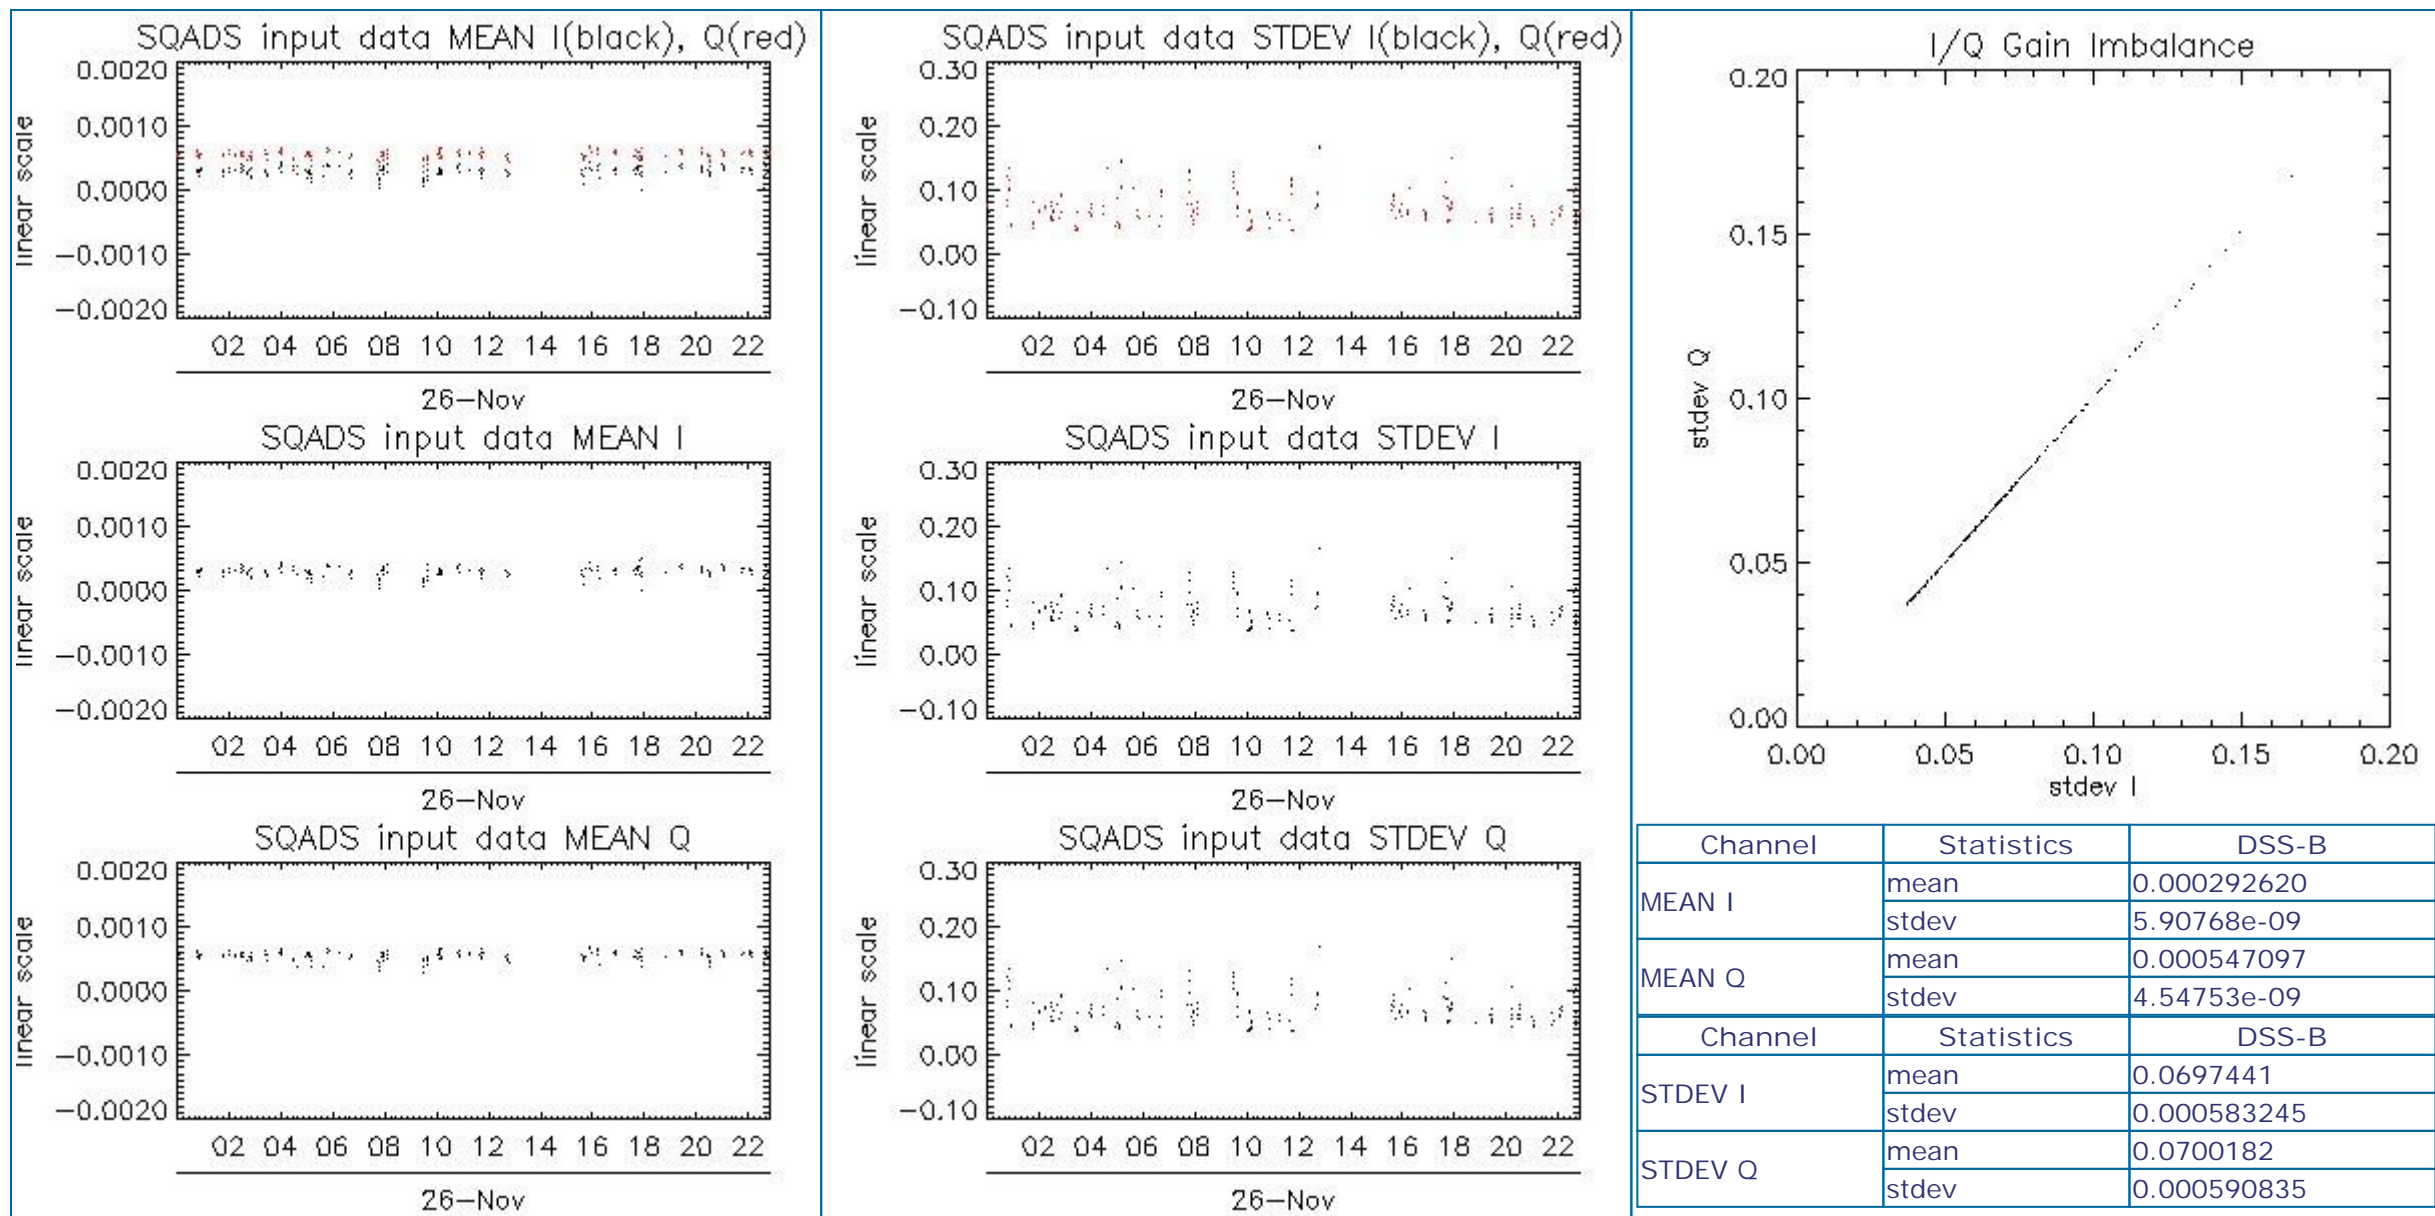 SQADS input data MEAN I(black), Q(red)
0.0020
0.0010
0.0000
−0.0010
−0.0020
linear scale
02 04 06 08 10 12 14 16 18 20 22
26−Nov
SQADS input data MEAN I
0.0020
0.0010
0.0000
−0.0010
−0.0020
linear scale
02 04 06 08 10 12 14 16 18 20 22
26−Nov
SQADS input data MEAN Q
0.0020
0.0010
0.0000
−0.0010
−0.0020
linear scale
02 04 06 08 10 12 14 16 18 20 22
26−Nov
SQADS input data STDEV I(black), Q(red)
0.30
0.20
0.10
0.00
−0.10
linear scale
02 04 06 08 10 12 14 16 18 20 22
26−Nov
SQADS input data STDEV I
0.30
0.20
0.10
0.00
−0.10
linear scale
02 04 06 08 10 12 14 16 18 20 22
26−Nov
SQADS input data STDEV Q
0.30
0.20
0.10
0.00
−0.10
linear scale
02 04 06 08 10 12 14 16 18 20 22
26−Nov
I/Q Gain Imbalance
0.20
0.15
0.10
0.05
0.00
stdev Q
0.00 0.05 0.10 0.15 0.20
stdev I
Channel Statistics DSS-B
MEAN I mean 0.000292620
stdev 5.90768e-09
MEAN Q mean 0.000547097
stdev 4.54753e-09
Channel Statistics DSS-B
STDEV I mean 0.0697441
stdev 0.000583245
STDEV Q mean 0.0700182
stdev 0.000590835